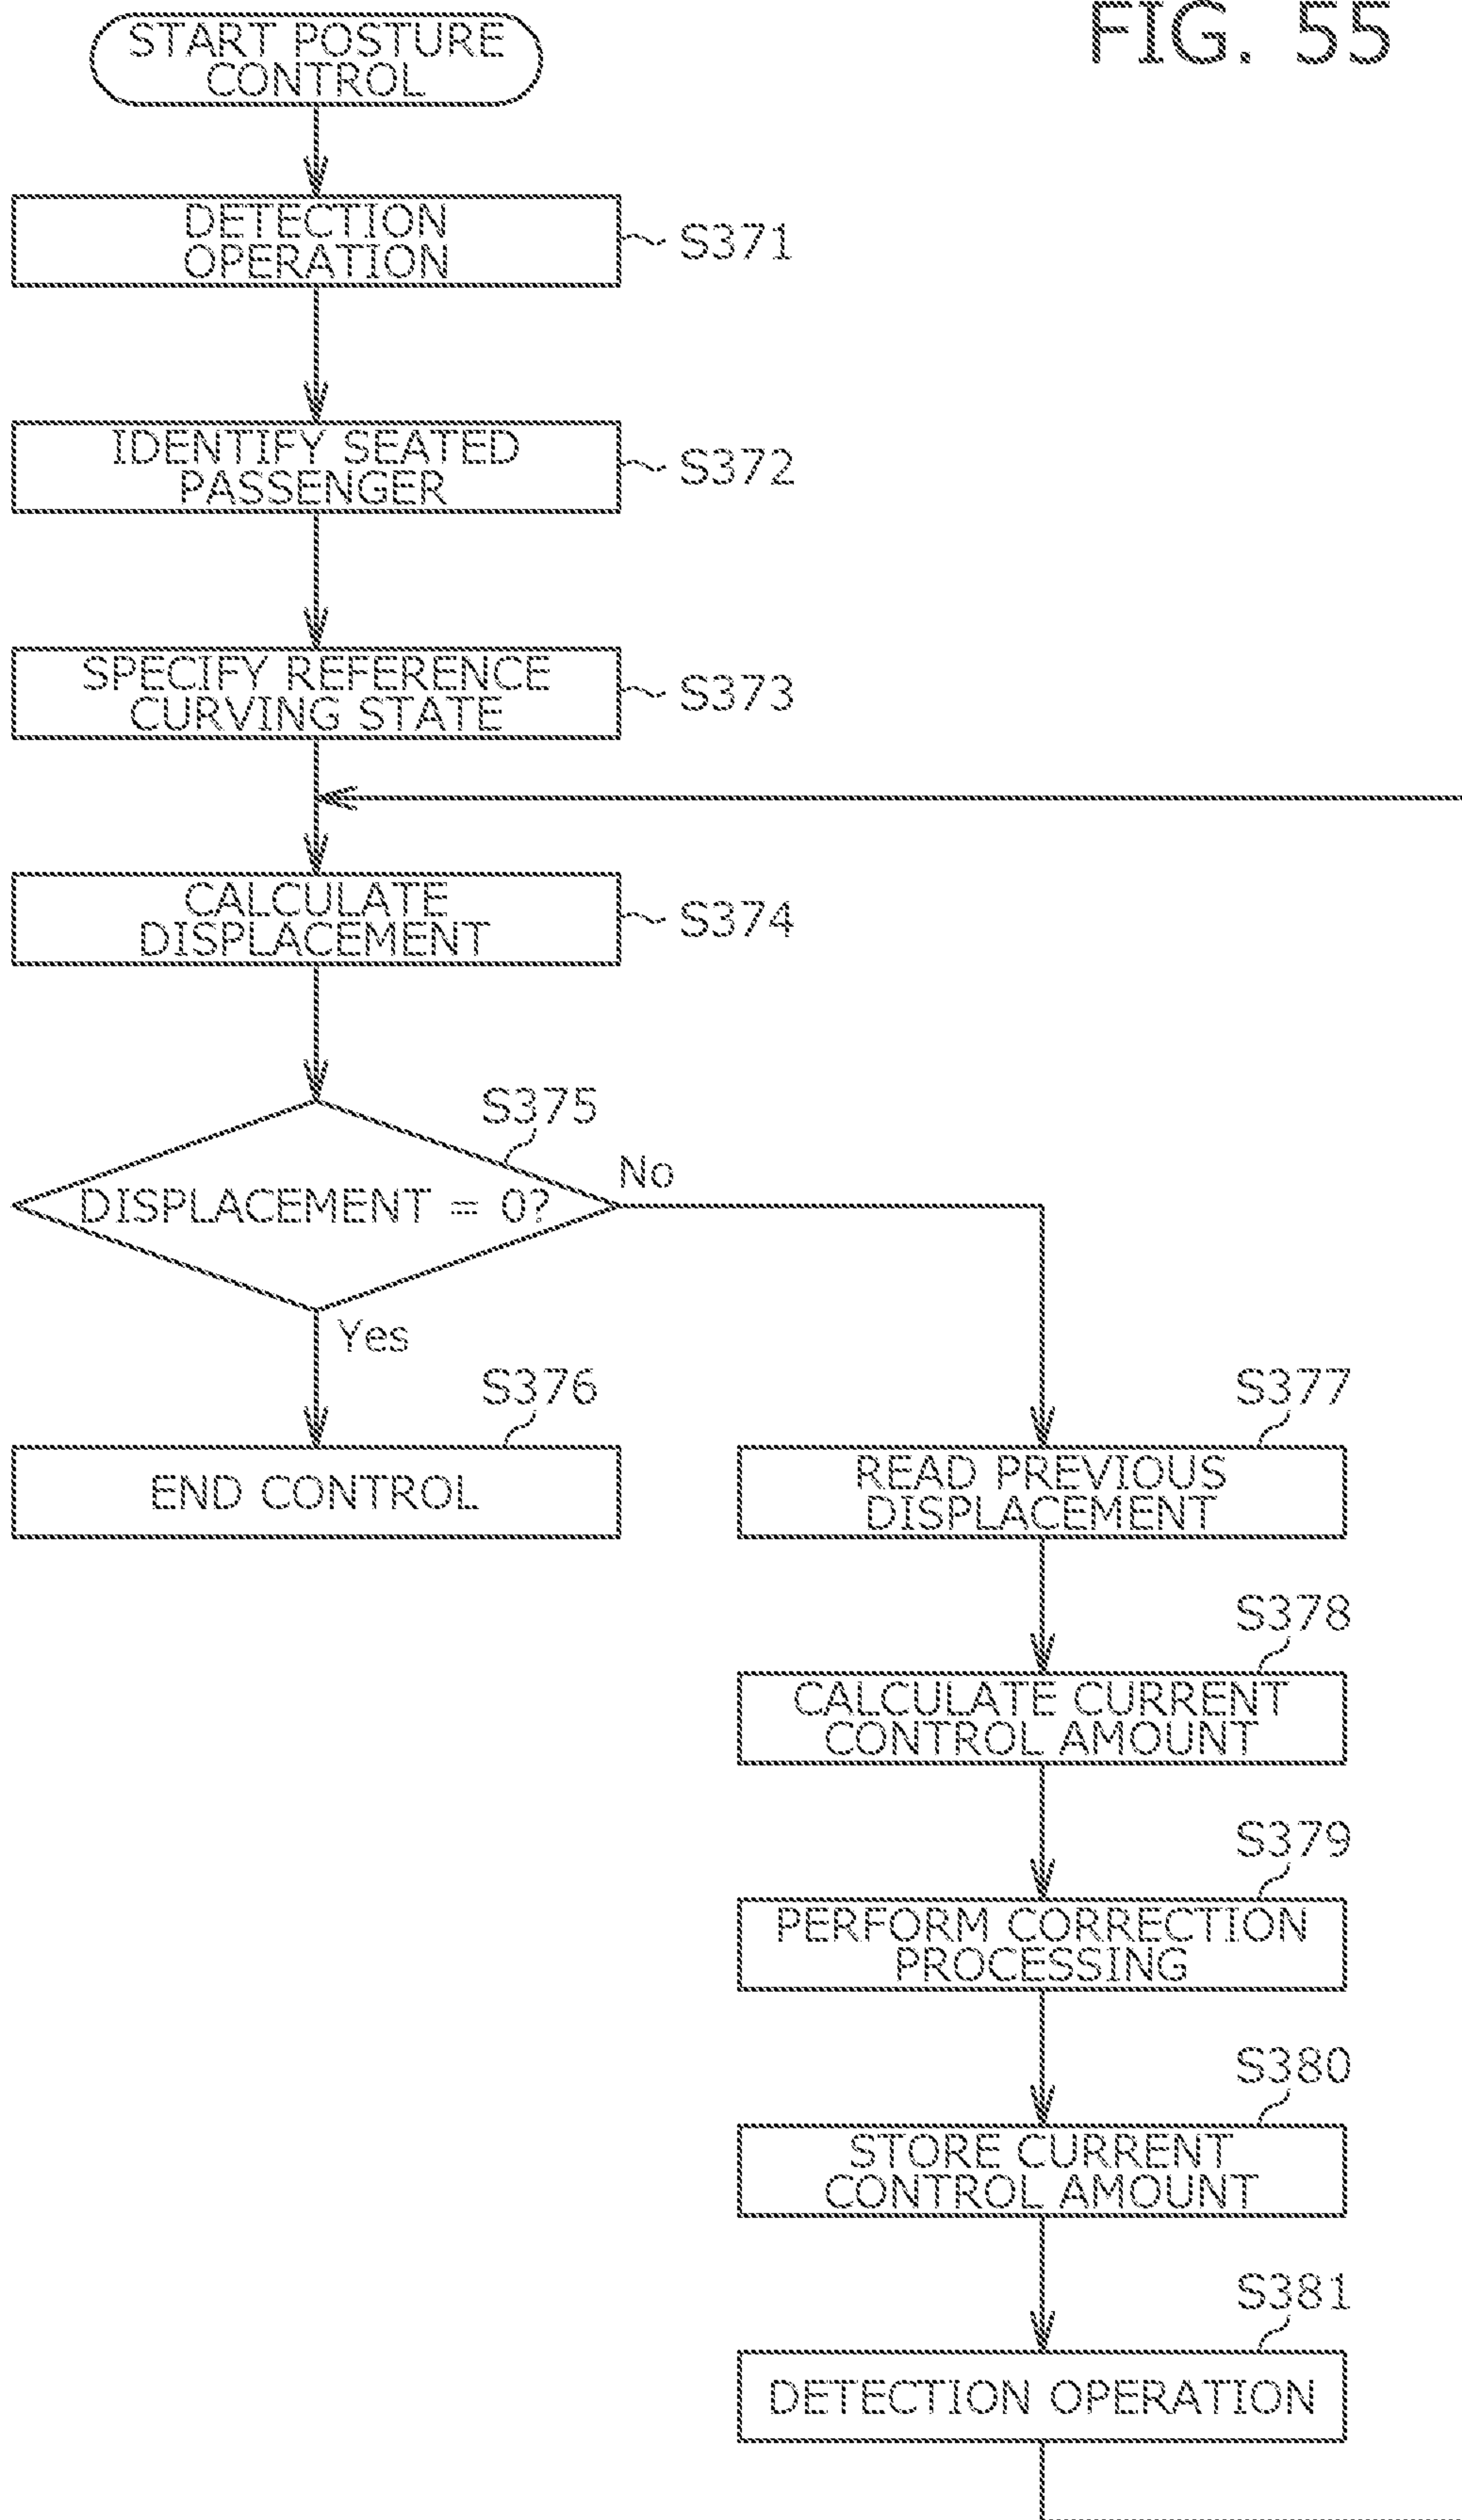 FIG. 55
START POSTURE
CONTROL
DETECTION
OPERATION
S371
IDENTIFY SEATED
PASSENGER
S372
SPECIFY REFERENCE
CURVING STATE
S373
CALCULATE
DISPLACEMENT
S374
S375
DISPLACEMENT = 0?
No
Yes
S376
END CONTROL
S377
READ PREVIOUS
DISPLACEMENT
S378
CALCULATE CURRENT
CONTROL AMOUNT
S379
PERFORM CORRECTION
PROCESSING
S380
STORE CURRENT
CONTROL AMOUNT
S381
DETECTION OPERATION